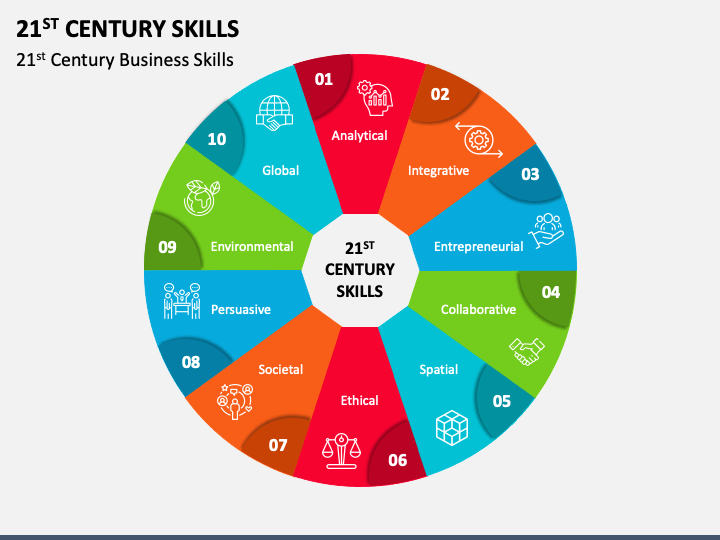 21ST CENTURY SKILLS
21st Century Business Skills
01
Analytical
02
Integrative
03
Entrepreneurial
04
Collaborative
05
Spatial
06
Ethical
07
Societal
08
Persuasive
09
Environmental
10
Global
21ST
CENTURY
SKILLS